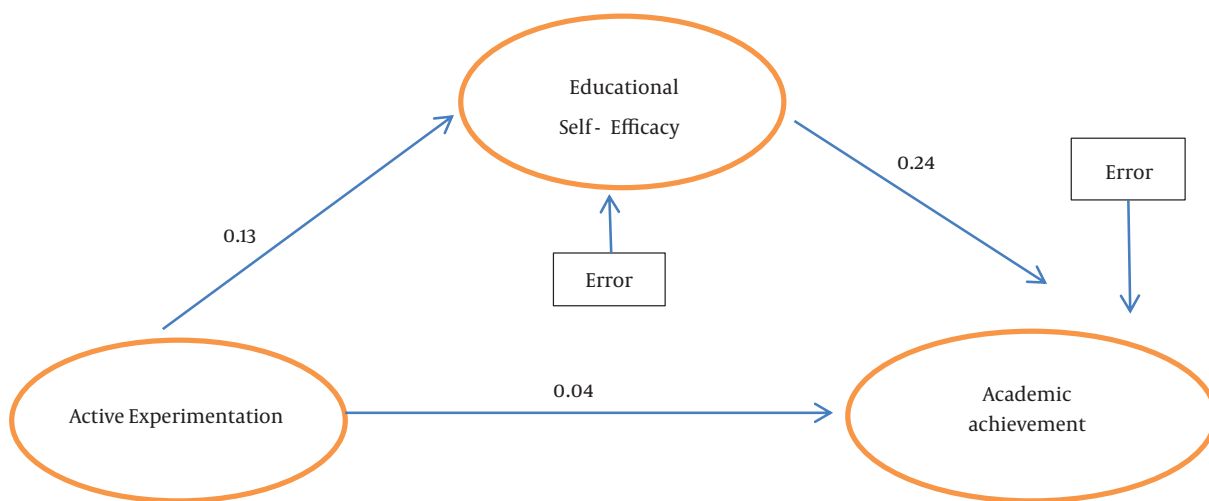 Educational
Self - Efficacy
0.24
Error
0.13
Error
Active Experimentation
0.04
Academic
achievement